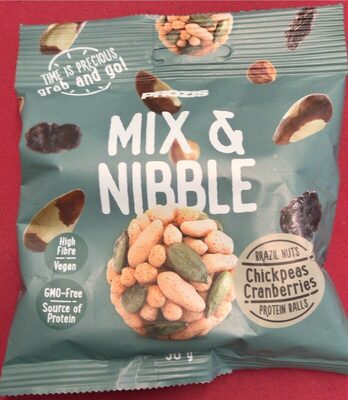 TIME IS PRECIOUS
grab and go!
PROZIS
MIX &
NIBBLE
High
Fibre
Vegan
GMO-Free
Source of
Protein
BRAZIL NUTS
Chickpeas
Cranberries
PROTEIN BALLS
50 g